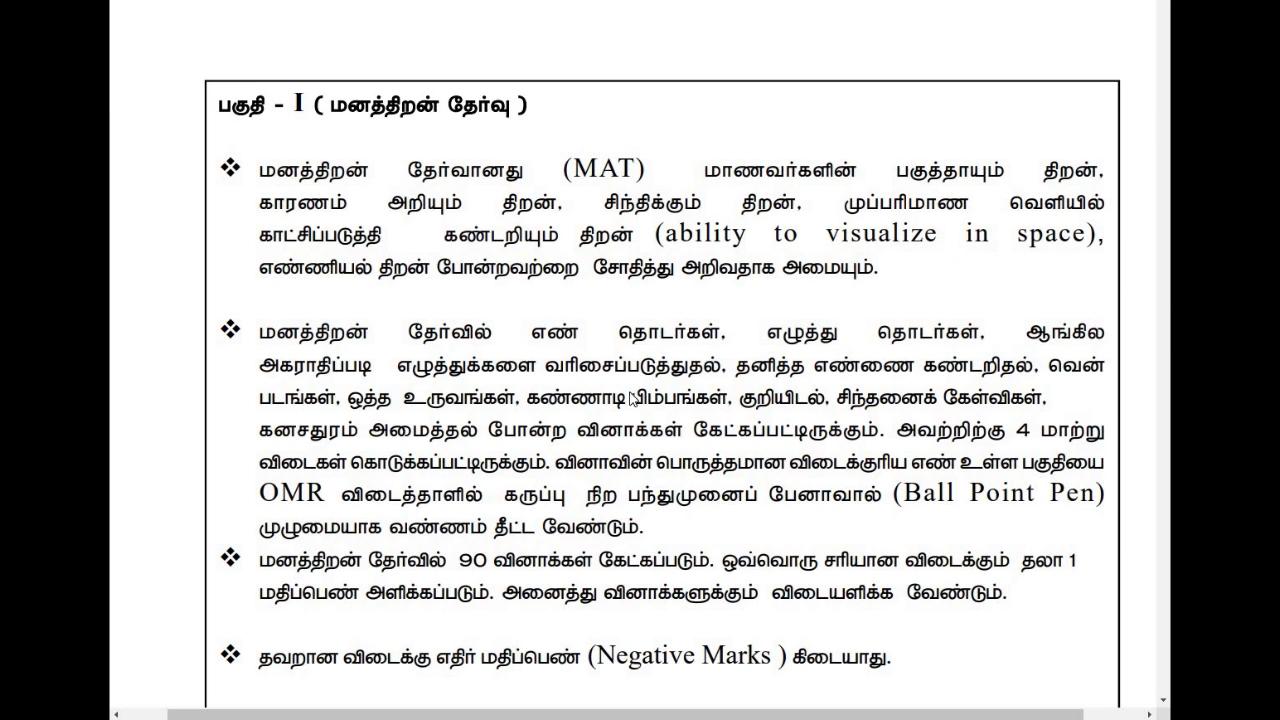 பகுதி - I ( மனத்திறன் தேர்வு )
❖ மனத்திறன் தேர்வானது (MAT) மாணவர்களின் பகுத்தாயும் திறன்,
காரணம் அறியும் திறன், சிந்திக்கும் திறன், முப்பரிமாண வெளியில்
காட்சிப்படுத்தி கண்டறியும் திறன் (ability to visualize in space),
எண்ணியல் திறன் போன்றவற்றை சோதித்து அறிவதாக அமையும்.
❖ மனத்திறன் தேர்வில் எண் தொடர்கள், எழுத்து தொடர்கள், ஆங்கில
அகராதிப்படி எழுத்துக்களை வரிசைப்படுத்துதல், தனித்த எண்ணை கண்டறிதல், வென்
படங்கள், ஒத்த உருவங்கள், கண்ணாடி பிம்பங்கள், குறியிடல், சிந்தனைக் கேள்விகள்,
கனசதுரம் அமைத்தல் போன்ற வினாக்கள் கேட்கப்பட்டிருக்கும். அவற்றிற்கு 4 மாற்று
விடைகள் கொடுக்கப்பட்டிருக்கும். வினாவின் பொருத்தமான விடைக்குரிய எண் உள்ள பகுதியை
OMR விடைத்தாளில் கருப்பு நிற பந்துமுனைப் பேனாவால் (Ball Point Pen)
முழுமையாக வண்ணம் தீட்ட வேண்டும்.
❖ மனத்திறன் தேர்வில் 90 வினாக்கள் கேட்கப்படும். ஒவ்வொரு சரியான விடைக்கும் தலா 1
மதிப்பெண் அளிக்கப்படும். அனைத்து வினாக்களுக்கும் விடையளிக்க வேண்டும்.
❖ தவறான விடைக்கு எதிர் மதிப்பெண் (Negative Marks ) கிடையாது.